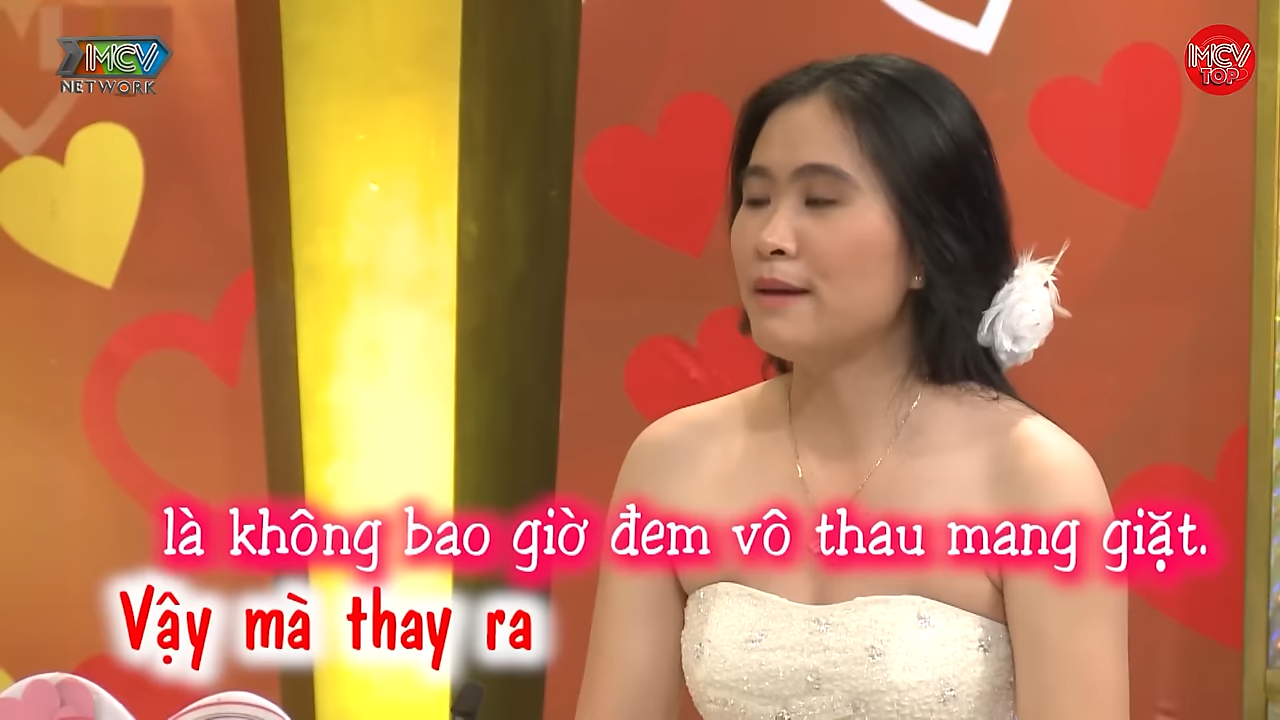 MCV
NETWORK
MCV
TOP
là không bao giờ đem vô thau mang giặt.
Vậy mà thay ra